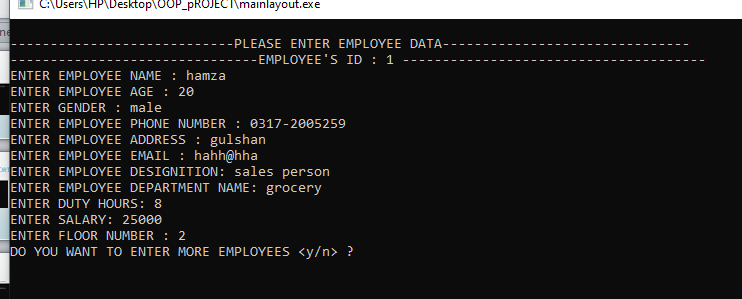 C:\Users\HP\Desktop\OOP_pROJECT\mainlayout.exe
----------------------------PLEASE ENTER EMPLOYEE DATA-------------------------------
-------------------------------EMPLOYEE'S ID : 1 --------------------------------------
ENTER EMPLOYEE NAME : hamza
ENTER EMPLOYEE AGE : 20
ENTER GENDER : male
ENTER EMPLOYEE PHONE NUMBER : 0317-2005259
ENTER EMPLOYEE ADDRESS : gulshan
ENTER EMPLOYEE EMAIL : hahh@hha
ENTER EMPLOYEE DESIGNITION: sales person
ENTER EMPLOYEE DEPARTMENT NAME: grocery
ENTER DUTY HOURS: 8
ENTER SALARY: 25000
ENTER FLOOR NUMBER : 2
DO YOU WANT TO ENTER MORE EMPLOYEES <y/n> ?